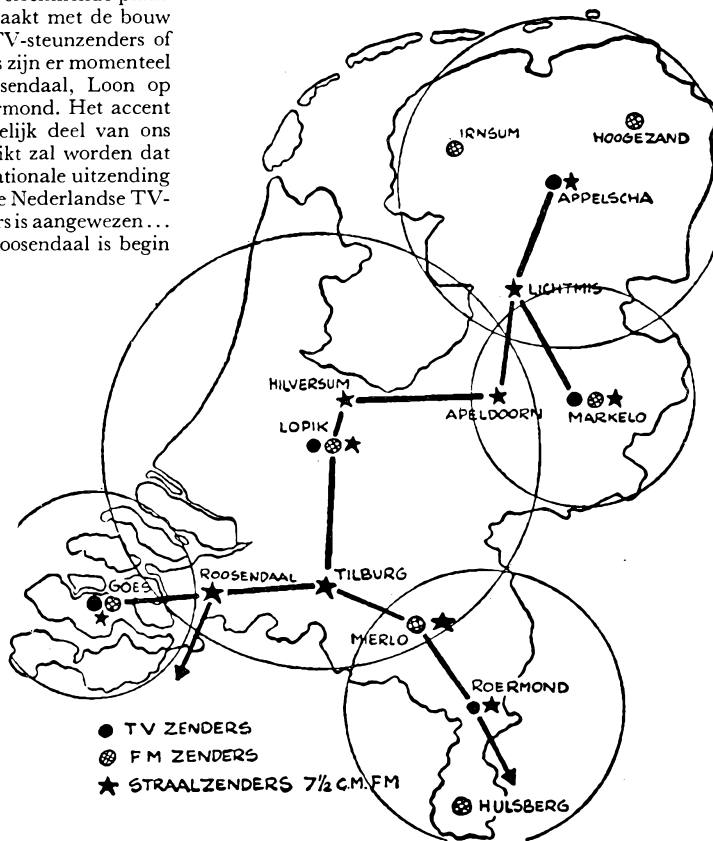 aakt met de bouw
TV-steunzenders of
s zijn er momenteel
sendaal, Loon op
rmond. Het accent
elijk deel van ons
ikt zal worden dat
ationale uitzending
e Nederlandse TV-
rs is aangewezen...
oosendaal is begin
IRNSUM
HOOGEZAND
APPELSCHA
LICHTMIS
HILVERSUM
APELDOORN
MARKELO
LOPIK
GOES
ROOSENDAAL
TILBURG
MIERLO
ROERMOND
TV ZENDERS
FM ZENDERS
STRAALZENDERS 7½ C.M. FM
HULSBERG